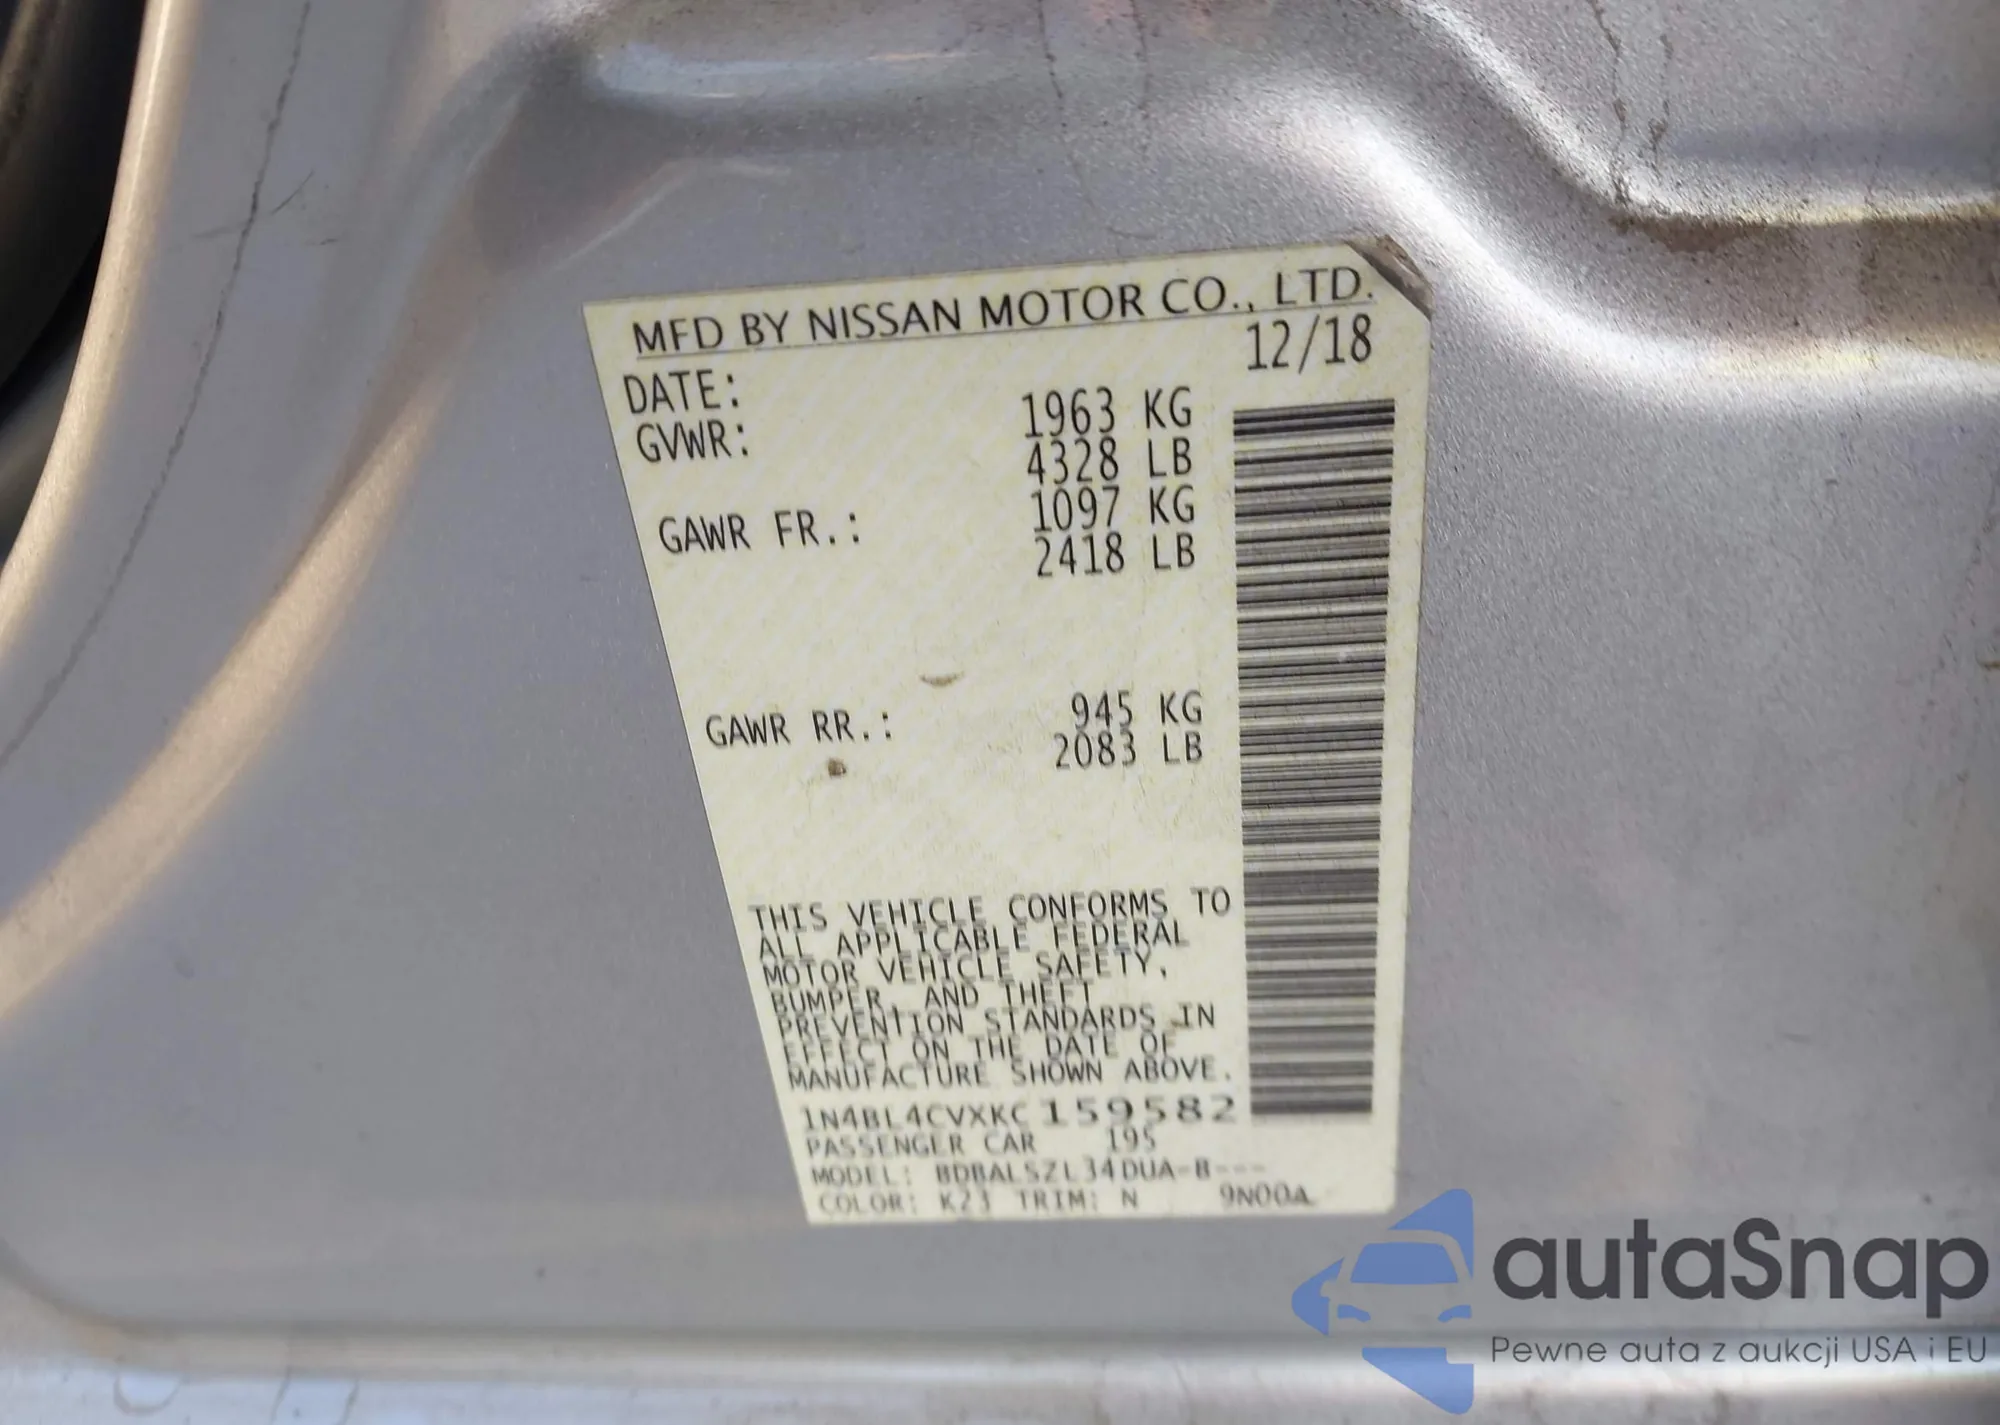 MFD BY NISSAN MOTOR CO., LTD.
DATE: 12/18
GVWR: 1963 KG
4328 LB
GAWR FR.: 1097 KG
2418 LB
GAWR RR.: 945 KG
2083 LB
THIS VEHICLE CONFORMS TO
ALL APPLICABLE FEDERAL
MOTOR VEHICLE SAFETY,
BUMPER, AND THEFT
PREVENTION STANDARDS IN
EFFECT ON THE DATE OF
MANUFACTURE SHOWN ABOVE.
1N4BL4CVXKC159582
PASSENGER CAR 195
MODEL: BDBALSZL34DUA-B---
COLOR: K23 TRIM: N 9N00A
autaSnap
Pewne auta z aukcji USA i EU